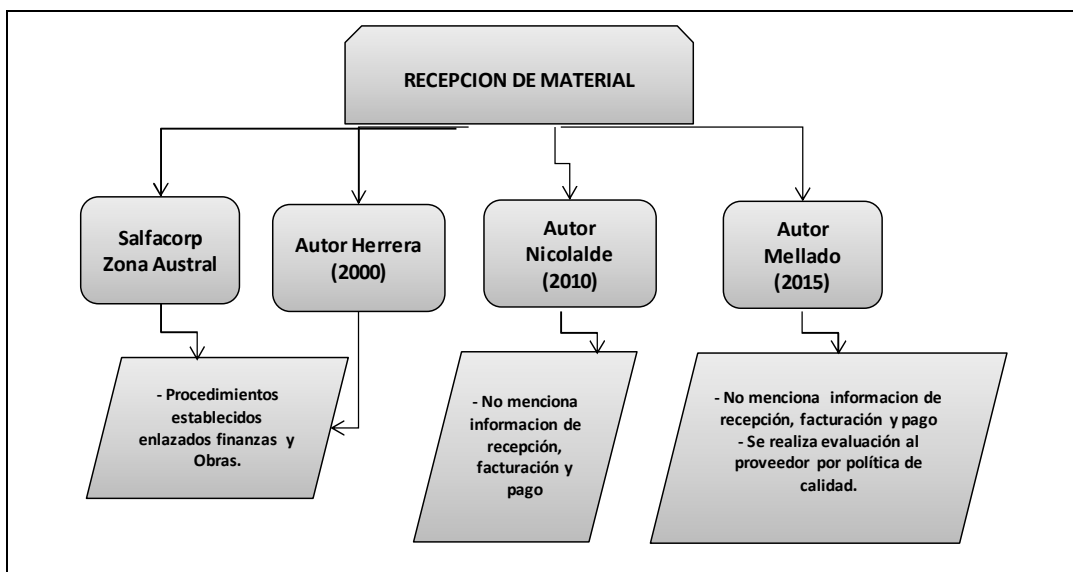 RECEPCION DE MATERIAL
Salfacorp
Zona Austral
Autor Herrera
(2000)
Autor
Nicolalde
(2010)
Autor
Mellado
(2015)
- Procedimientos
establecidos
enlazados finanzas y
Obras.
- No menciona
informacion de
recepción,
facturación y
pago
- No menciona informacion de
recepción, facturación y pago
- Se realiza evaluación al
proveedor por política de
calidad.